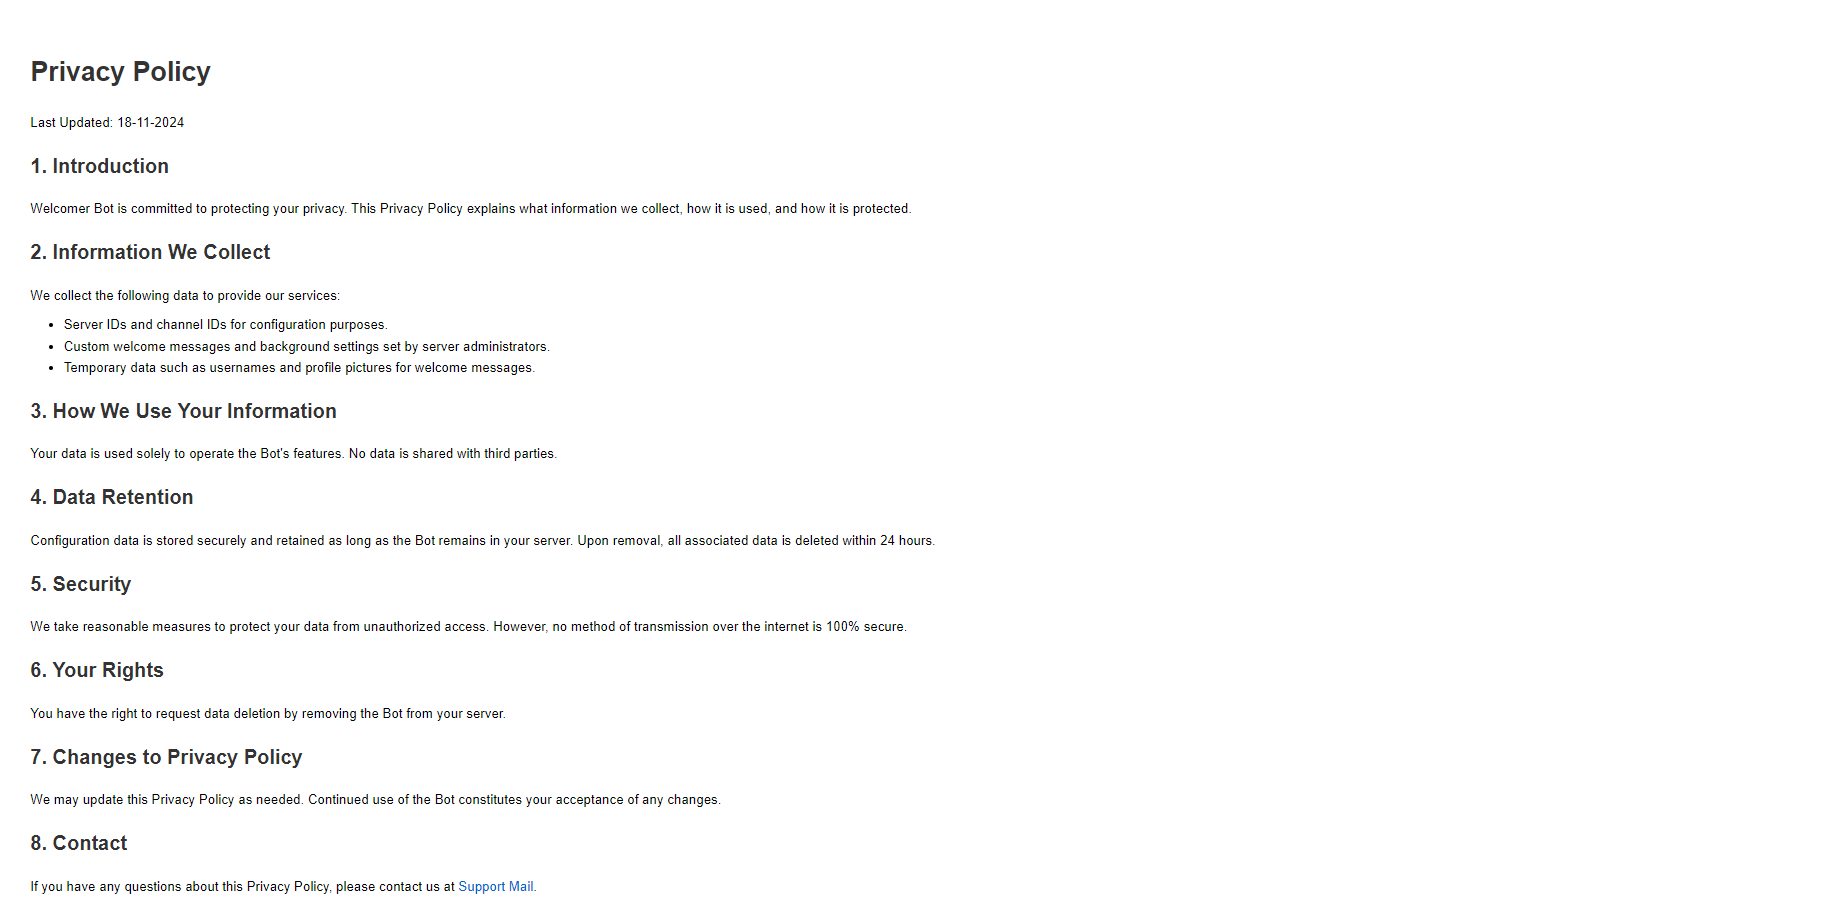 Privacy Policy
Last Updated: 18-11-2024
1. Introduction
Welcomer Bot is committed to protecting your privacy. This Privacy Policy explains what information we collect, how it is used, and how it is protected.
2. Information We Collect
We collect the following data to provide our services:
• Server IDs and channel IDs for configuration purposes.
• Custom welcome messages and background settings set by server administrators.
• Temporary data such as usernames and profile pictures for welcome messages.
3. How We Use Your Information
Your data is used solely to operate the Bot's features. No data is shared with third parties.
4. Data Retention
Configuration data is stored securely and retained as long as the Bot remains in your server. Upon removal, all associated data is deleted within 24 hours.
5. Security
We take reasonable measures to protect your data from unauthorized access. However, no method of transmission over the internet is 100% secure.
6. Your Rights
You have the right to request data deletion by removing the Bot from your server.
7. Changes to Privacy Policy
We may update this Privacy Policy as needed. Continued use of the Bot constitutes your acceptance of any changes.
8. Contact
If you have any questions about this Privacy Policy, please contact us at Support Mail.